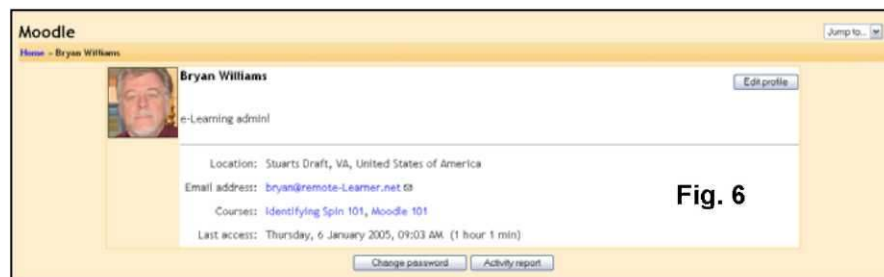 Moodle
Jump to...
Home » Bryan Williams
Bryan Williams
Edit profile
e-Learning admin!
Location: Stuarts Draft, VA, United States of America
Email address: bryan@remote-Learner.net
Courses: Identifying Spin 101, Moodle 101
Last access: Thursday, 6 January 2005, 09:03 AM (1 hour 1 min)
Fig. 6
Change password
Activity report